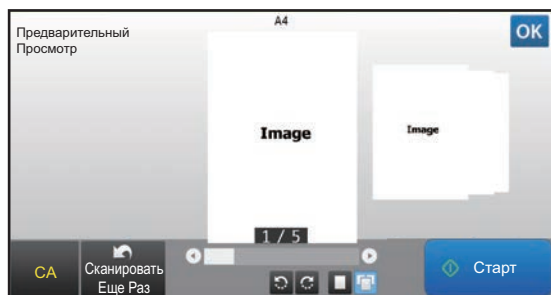 Предварительный
Просмотр
A4
OK
Image
Image
1 / 5
CA
Сканировать
Еще Раз
Старт